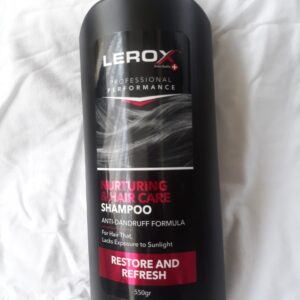 LEROX
PROFESSIONAL
PERFORMANCE
NURTURING
& HAIR CARE
SHAMPOO
ANTI-DANDRUFF FORMULA
For Hair That
Lacks Exposure to Sunlight
RESTORE AND
REFRESH
550gr